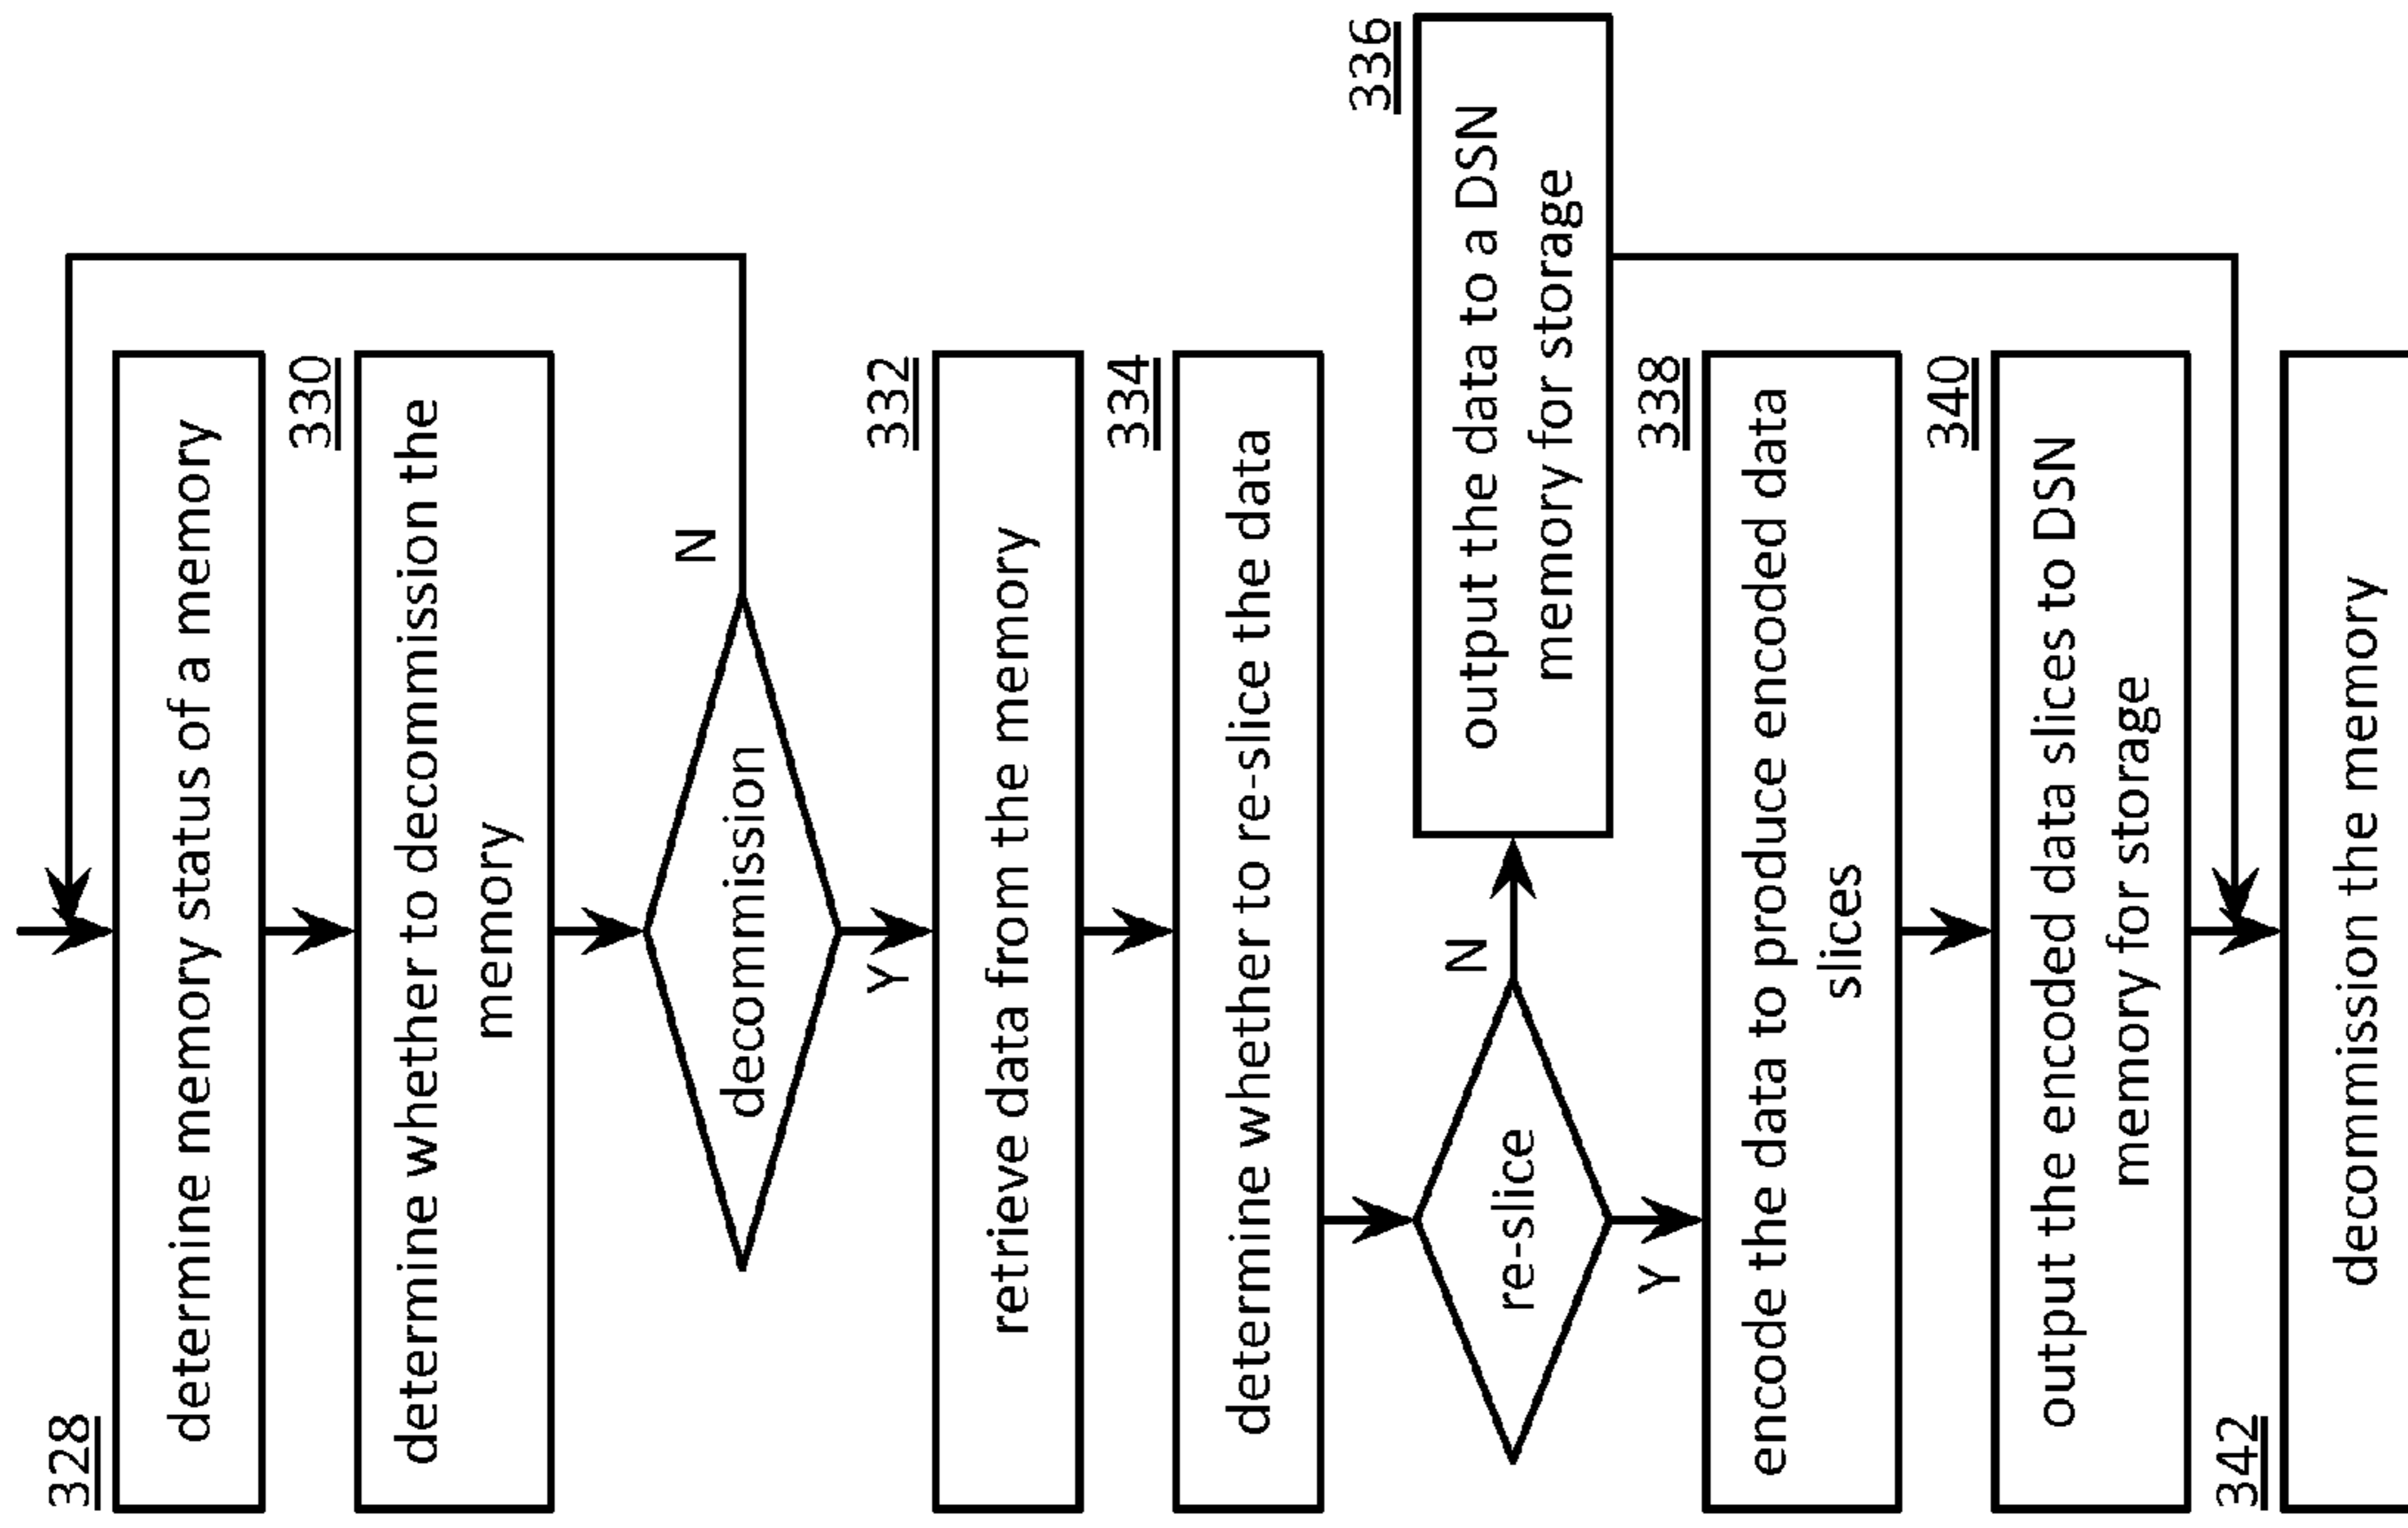 328
determine memory status of a memory
330
determine whether to decommission the
memory
decommission
N
Y
332
retrieve data from the memory
334
determine whether to re-slice the data
re-slice
N
336
output the data to a DSN
memory for storage
Y
338
encode the data to produce encoded data
slices
340
output the encoded data slices to DSN
memory for storage
342
decommission the memory